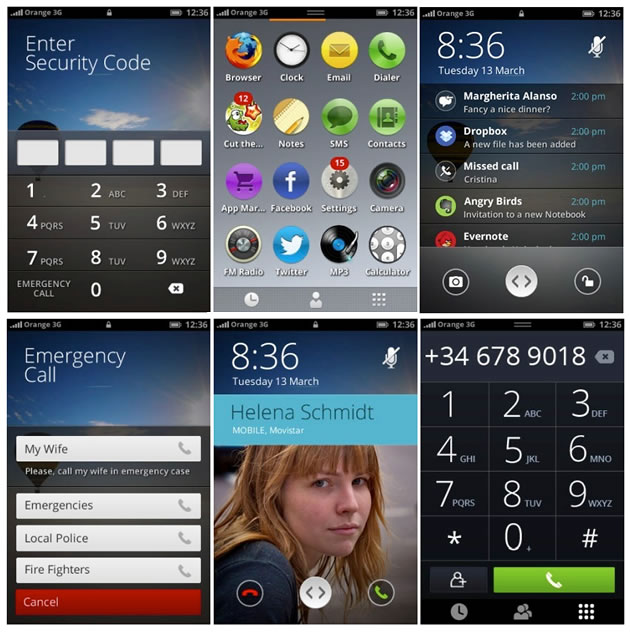 Orange 3G 12:36
Enter
Security Code
1
2 ABC
3 DEF
4 PQRS
5 TUV
6 WXYZ
7 PQRS
8 TUV
9 WXYZ
EMERGENCY
CALL
0
Orange 3G 12:36
Browser Clock Email Dialer
12
Cut the... Notes SMS Contacts
15
App Mar... Facebook Settings Camera
FM Radio Twitter MP3 Calculator
Orange 3G 12:36
8:36
Tuesday 13 March
Margherita Alanso 2:00 pm
Fancy a nice dinner?
Dropbox 2:00 pm
A new file has been added
Missed call 2:00 pm
Cristina
Angry Birds 2:00 pm
Invitation to a new Notebook
Evernote 2:00 pm
Orange 3G 12:36
Emergency
Call
My Wife
Please, call my wife in emergency case
Emergencies
Local Police
Fire Fighters
Cancel
Orange 3G 12:36
8:36
Tuesday 13 March
Helena Schmidt
MOBILE, Movistar
Orange 3G 12:36
+34 678 9018
1 2 ABC 3 DEF
4 GHI 5 JKL 6 MNO
7 PQRS 8 TUV 9 WXYZ
* 0 + #